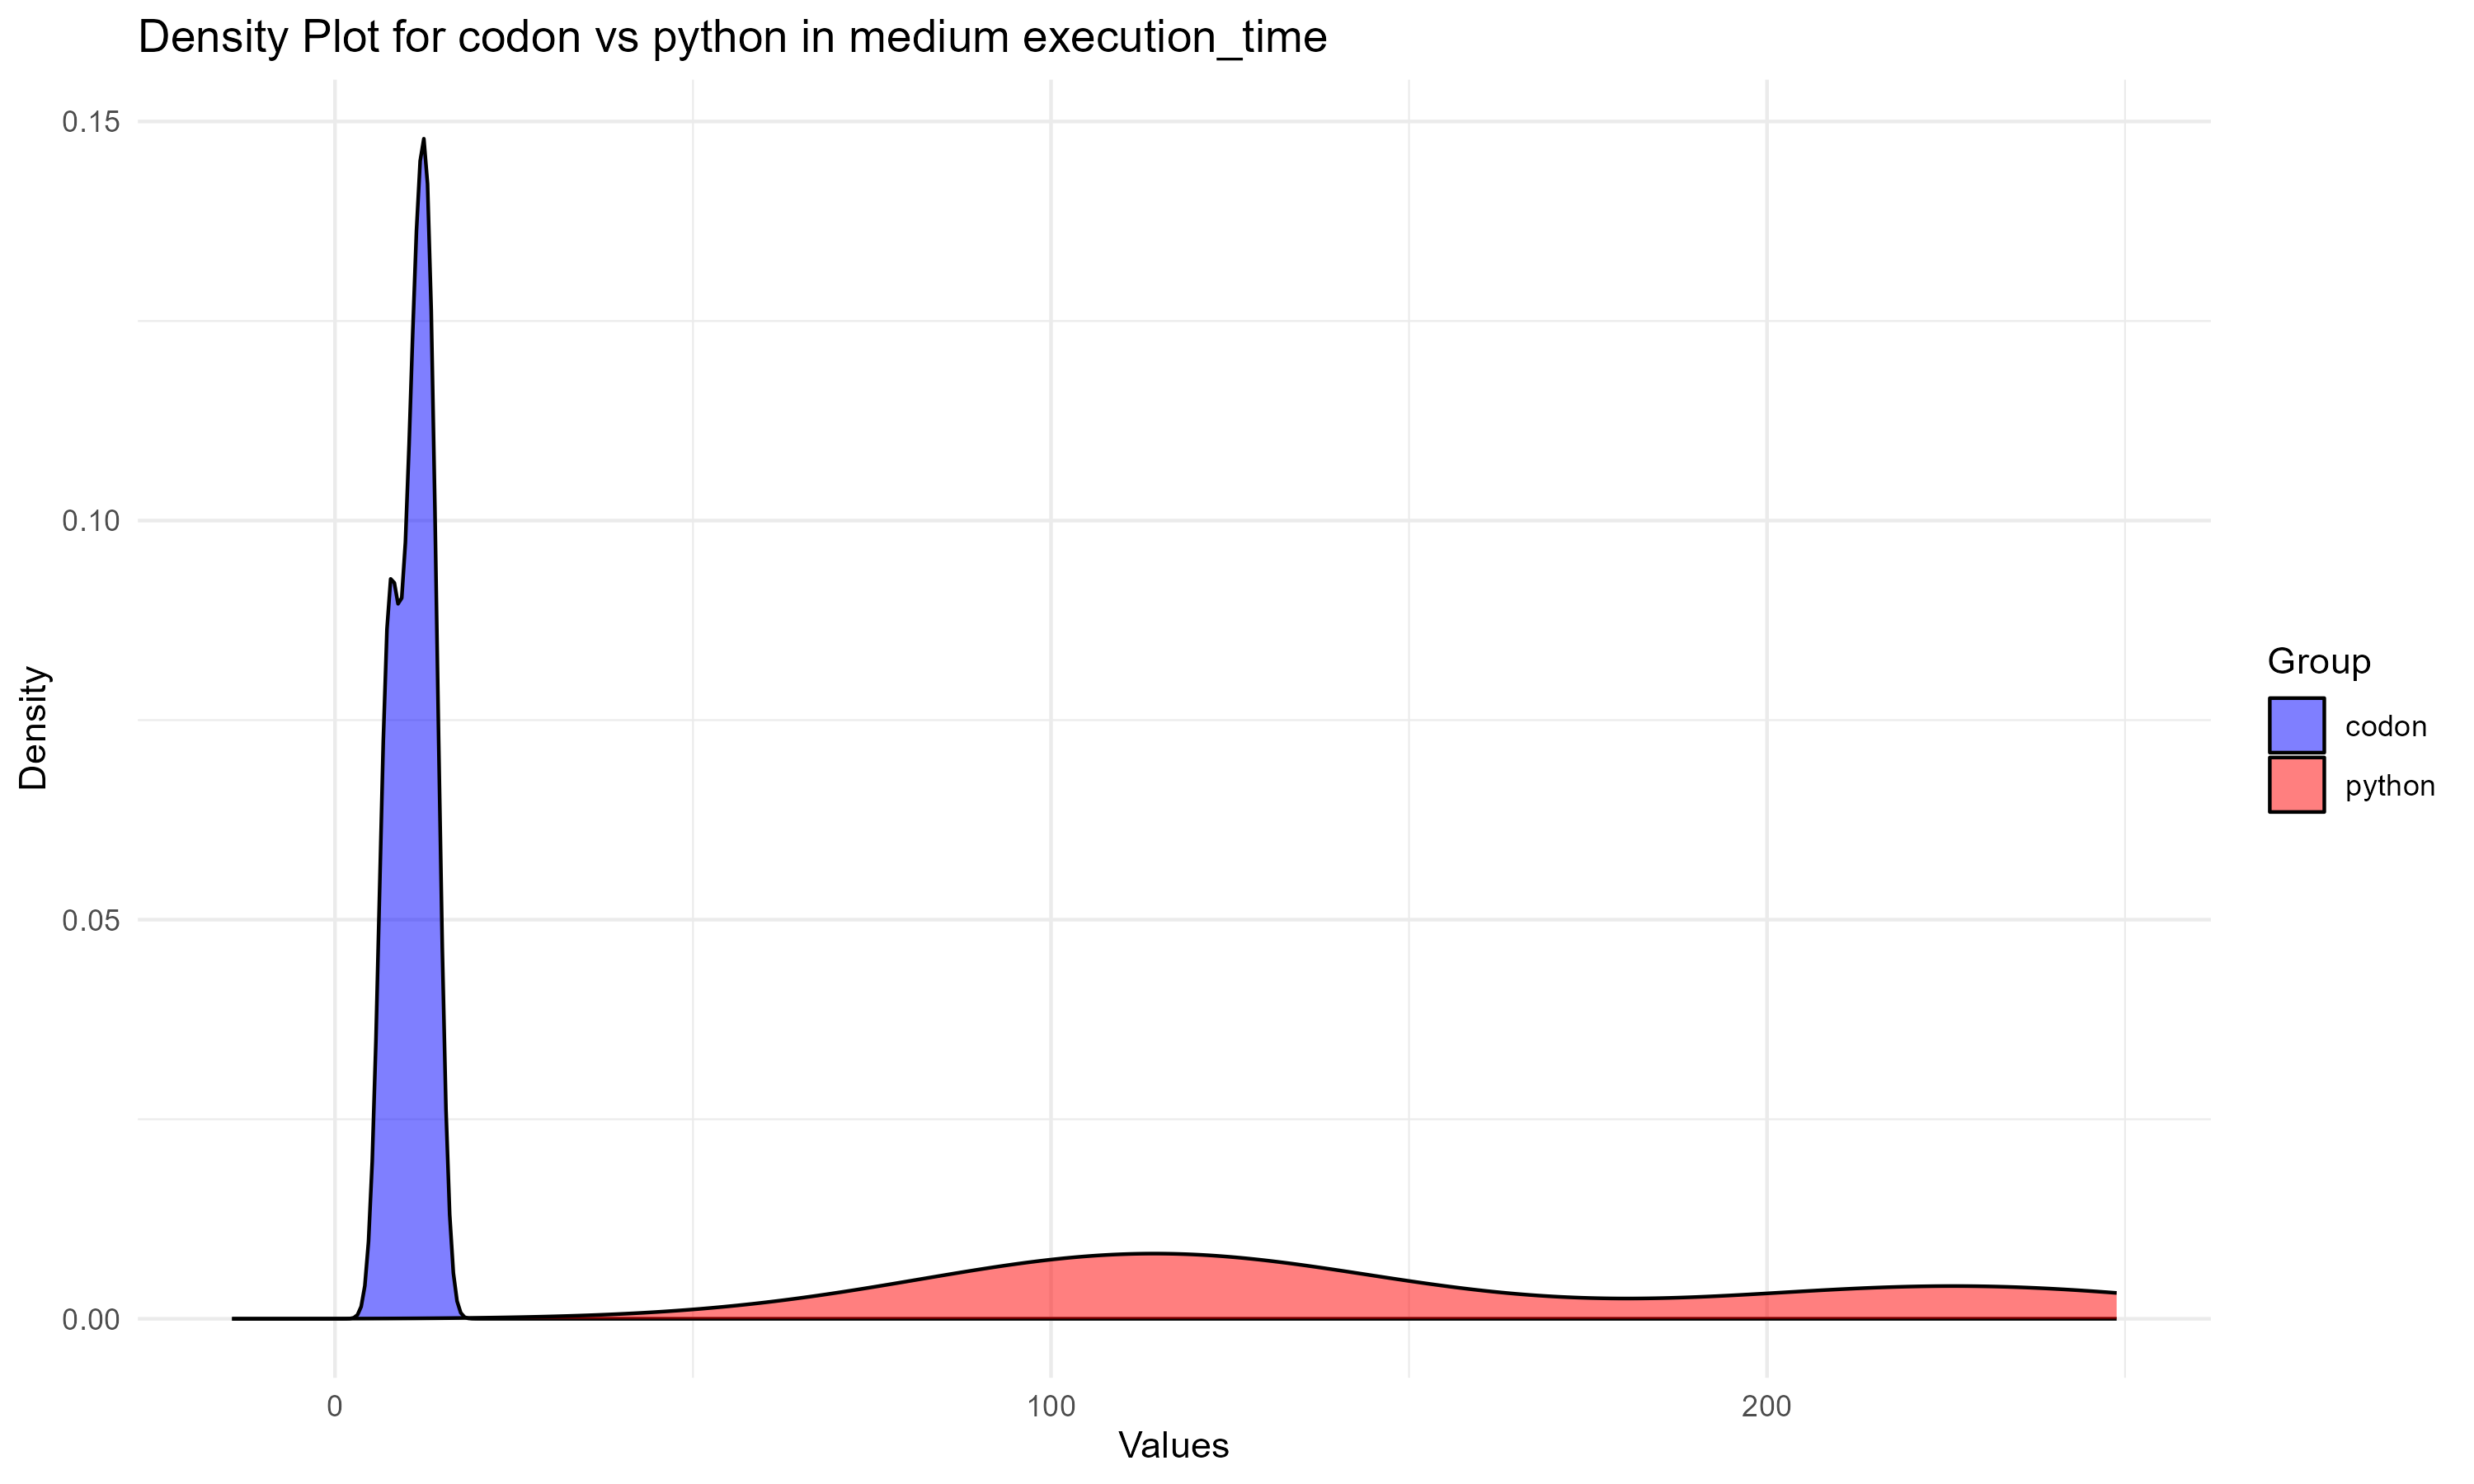 Density Plot for codon vs python in medium execution_time
0.15
0.10
0.05
0.00
Density
0
100
200
Values
Group
codon
python